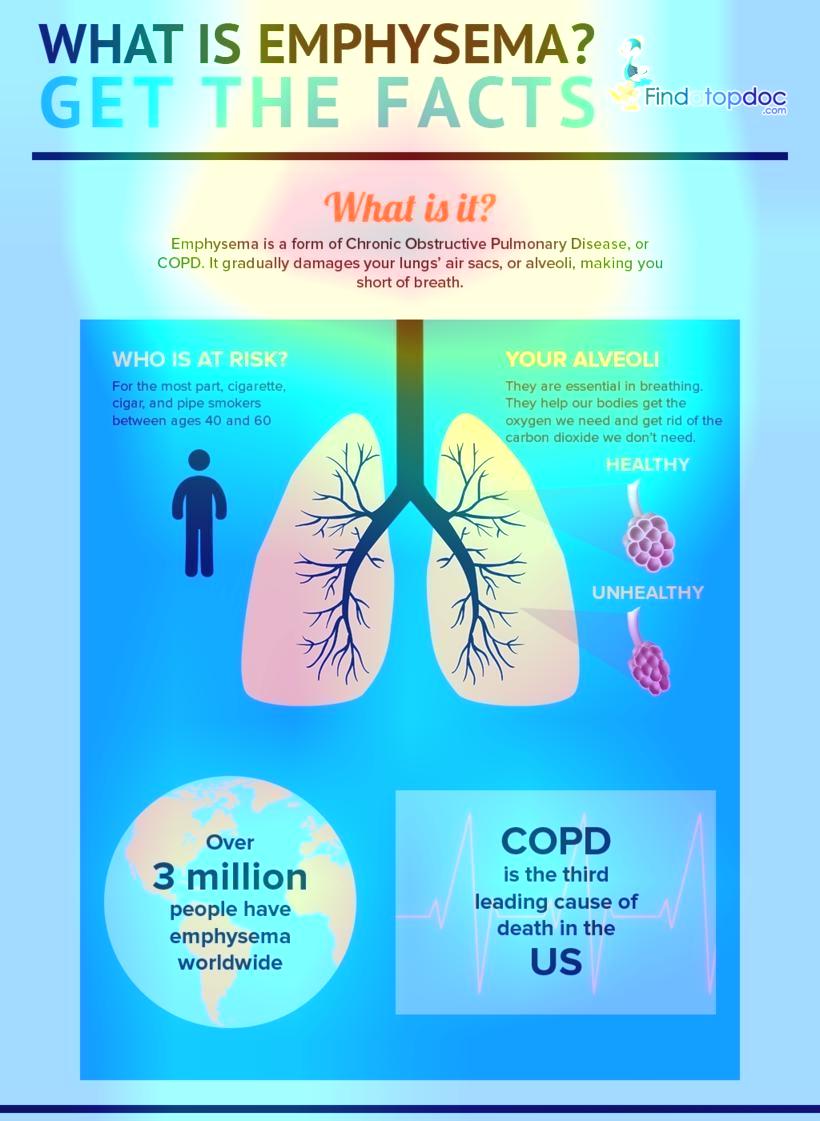 WHAT IS EMPHYSEMA?
GET THE FACTS
Findatopdoc
.com
What is it?
Emphysema is a form of Chronic Obstructive Pulmonary Disease, or
COPD. It gradually damages your lungs' air sacs, or alveoli, making you
short of breath.
WHO IS AT RISK?
For the most part, cigarette,
cigar, and pipe smokers
between ages 40 and 60
YOUR ALVEOLI
They are essential in breathing.
They help our bodies get the
oxygen we need and get rid of the
carbon dioxide we don't need.
HEALTHY
UNHEALTHY
Over
3 million
people have
emphysema
worldwide
COPD
is the third
leading cause of
death in the
US